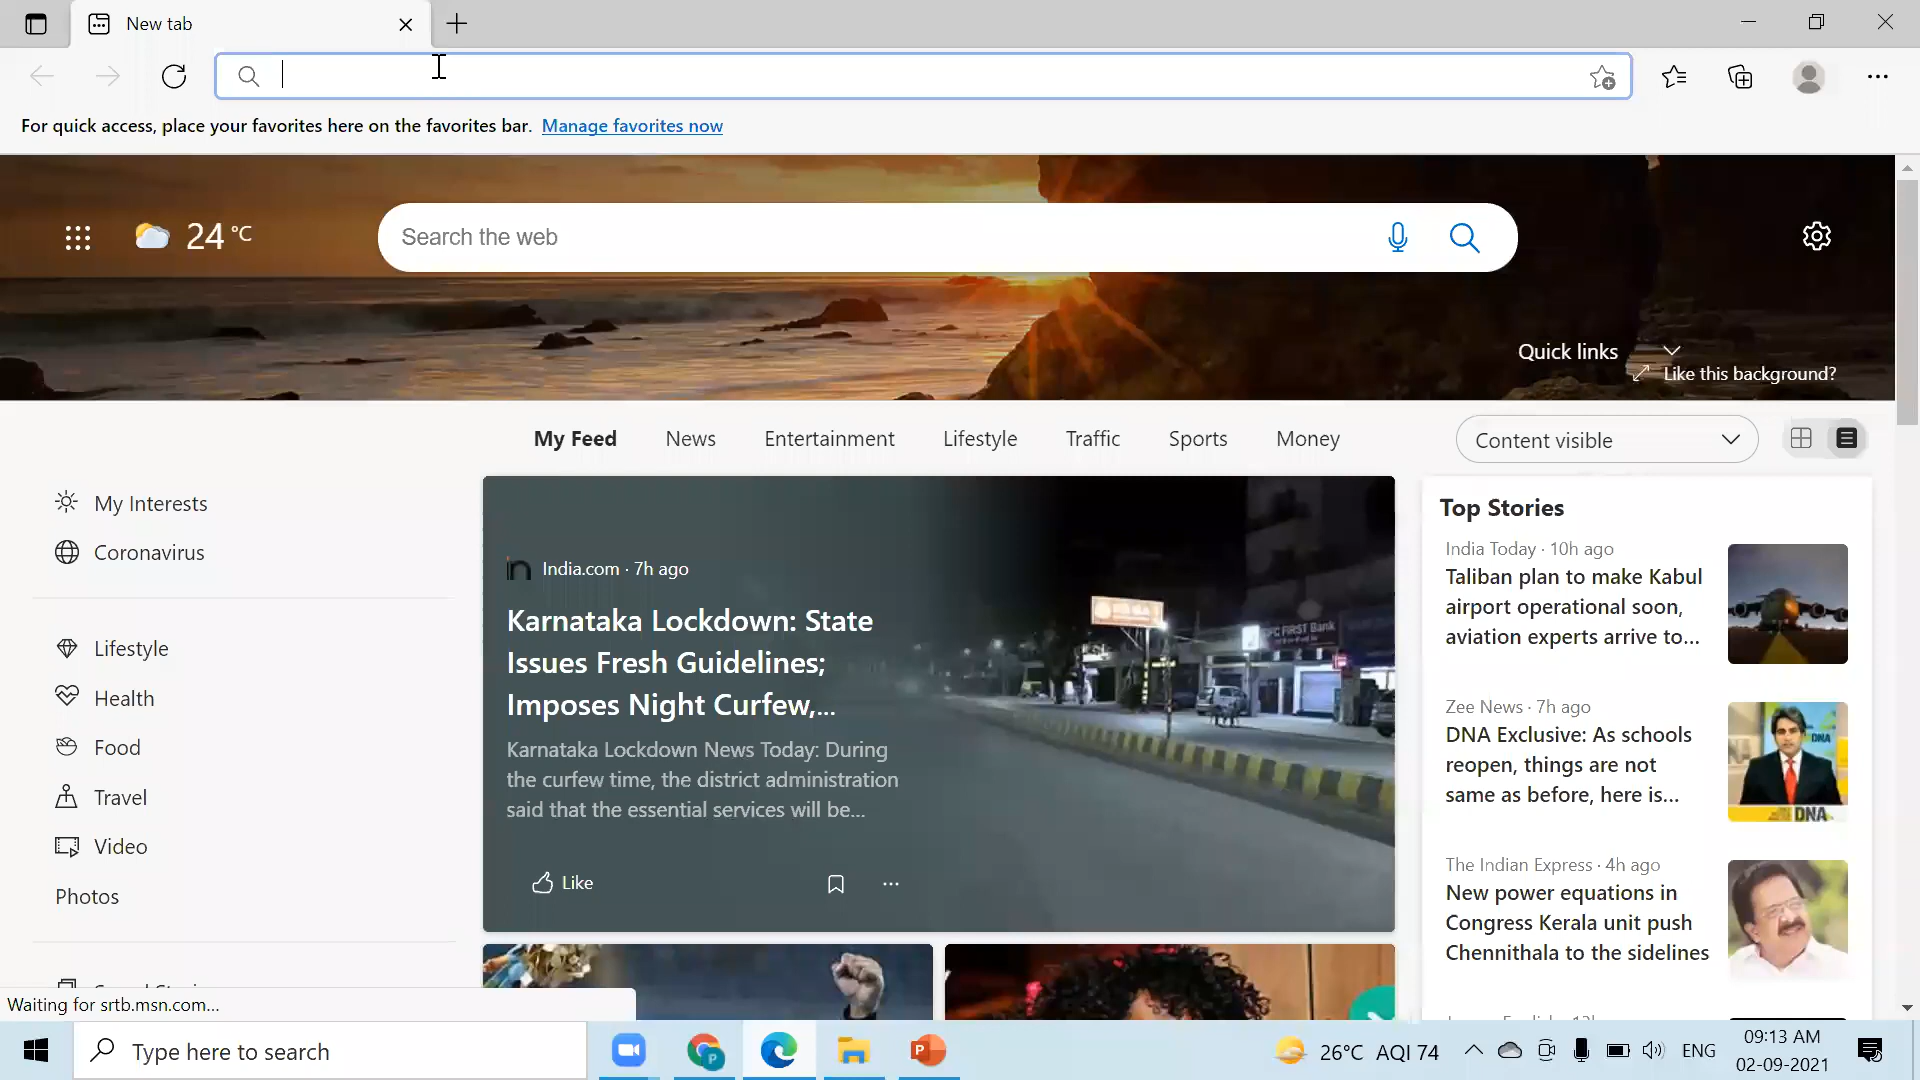 New tab
For quick access, place your favorites here on the favorites bar. Manage favorites now
24 °C
Search the web
Quick links
Like this background?
My Feed News Entertainment Lifestyle Traffic Sports Money
Content visible
My Interests
Coronavirus
Lifestyle
Health
Food
Travel
Video
Photos
India.com · 7h ago
Karnataka Lockdown: State
Issues Fresh Guidelines;
Imposes Night Curfew,...
Karnataka Lockdown News Today: During
the curfew time, the district administration
said that the essential services will be...
Like
FIRST Bank
Top Stories
India Today · 10h ago
Taliban plan to make Kabul
airport operational soon,
aviation experts arrive to...
Zee News · 7h ago
DNA Exclusive: As schools
reopen, things are not
same as before, here is...
DNA
DNA
The Indian Express · 4h ago
New power equations in
Congress Kerala unit push
Chennithala to the sidelines
Waiting for srtb.msn.com...
Type here to search
P
P
26°C AQI 74
ENG
09:13 AM
02-09-2021